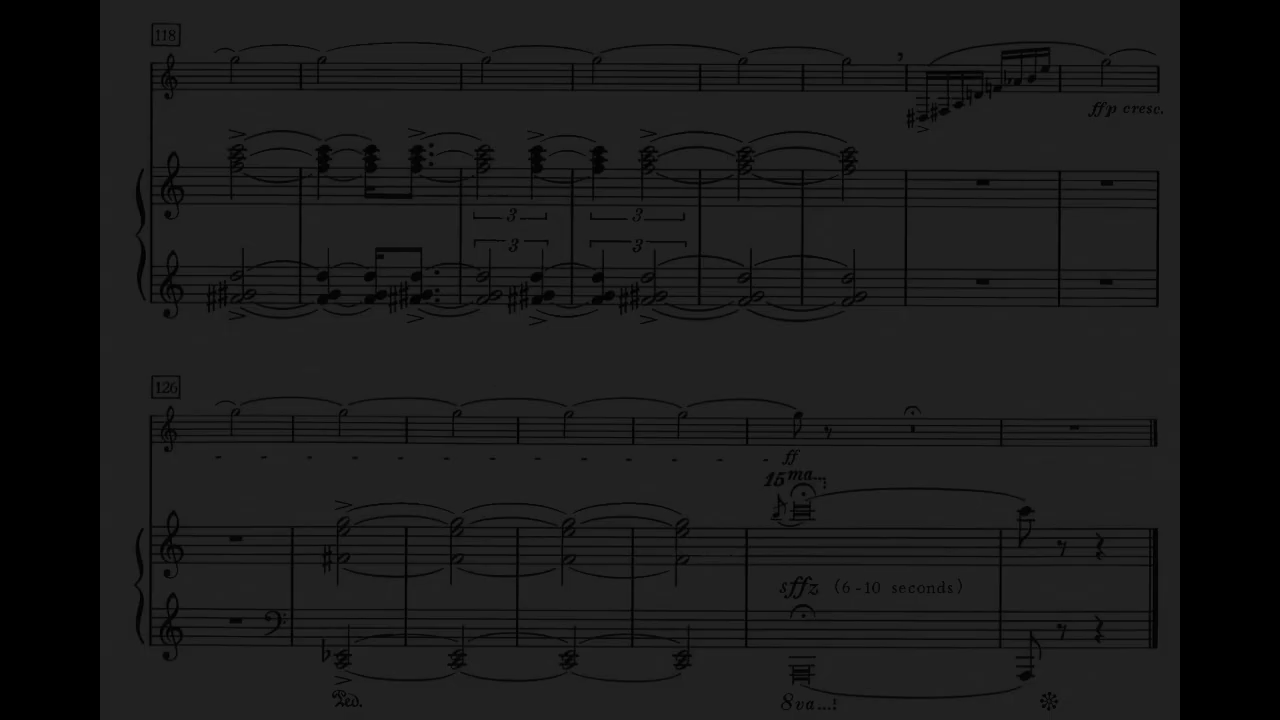 118
ffp cresc.
3 3
3 3
126
ff
15ma...
sffz (6-10 seconds)
Ped. 8va...